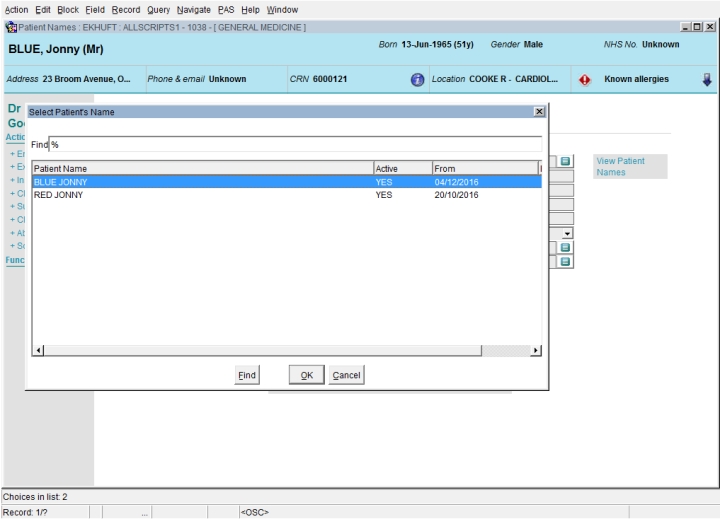 Action Edit Block Field Record Query Navigate PAS Help Window
Patient Names : EKHUFT : ALLSCRIPTS1 - 1038 - [ GENERAL MEDICINE ]
BLUE, Jonny (Mr)
Born 13-Jun-1965 (51y) Gender Male NHS No. Unknown
Address 23 Broom Avenue, O... Phone & email Unknown CRN 6000121 Location COOKE R - CARDIOL... Known allergies
Dr
Select Patient's Name
Go
Actio
Find %
+ Er
+ Ex
+ In
+ Cl
+ Su
+ Cl
+ At
+ Sc
Func
Patient Name Active From
BLUE JONNY YES 04/12/2016
RED JONNY YES 20/10/2016
View Patient
Names
Find OK Cancel
Choices in list: 2
Record: 1/? ... <OSC>